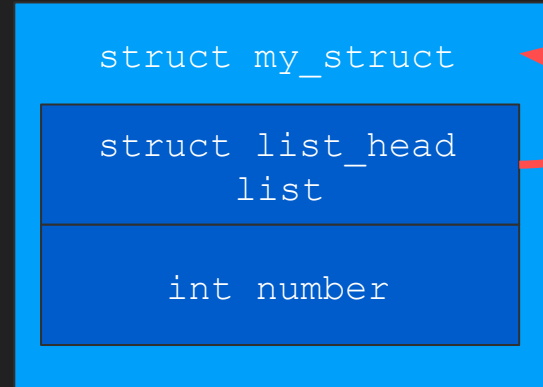 struct my_struct
struct list_head
list
int number